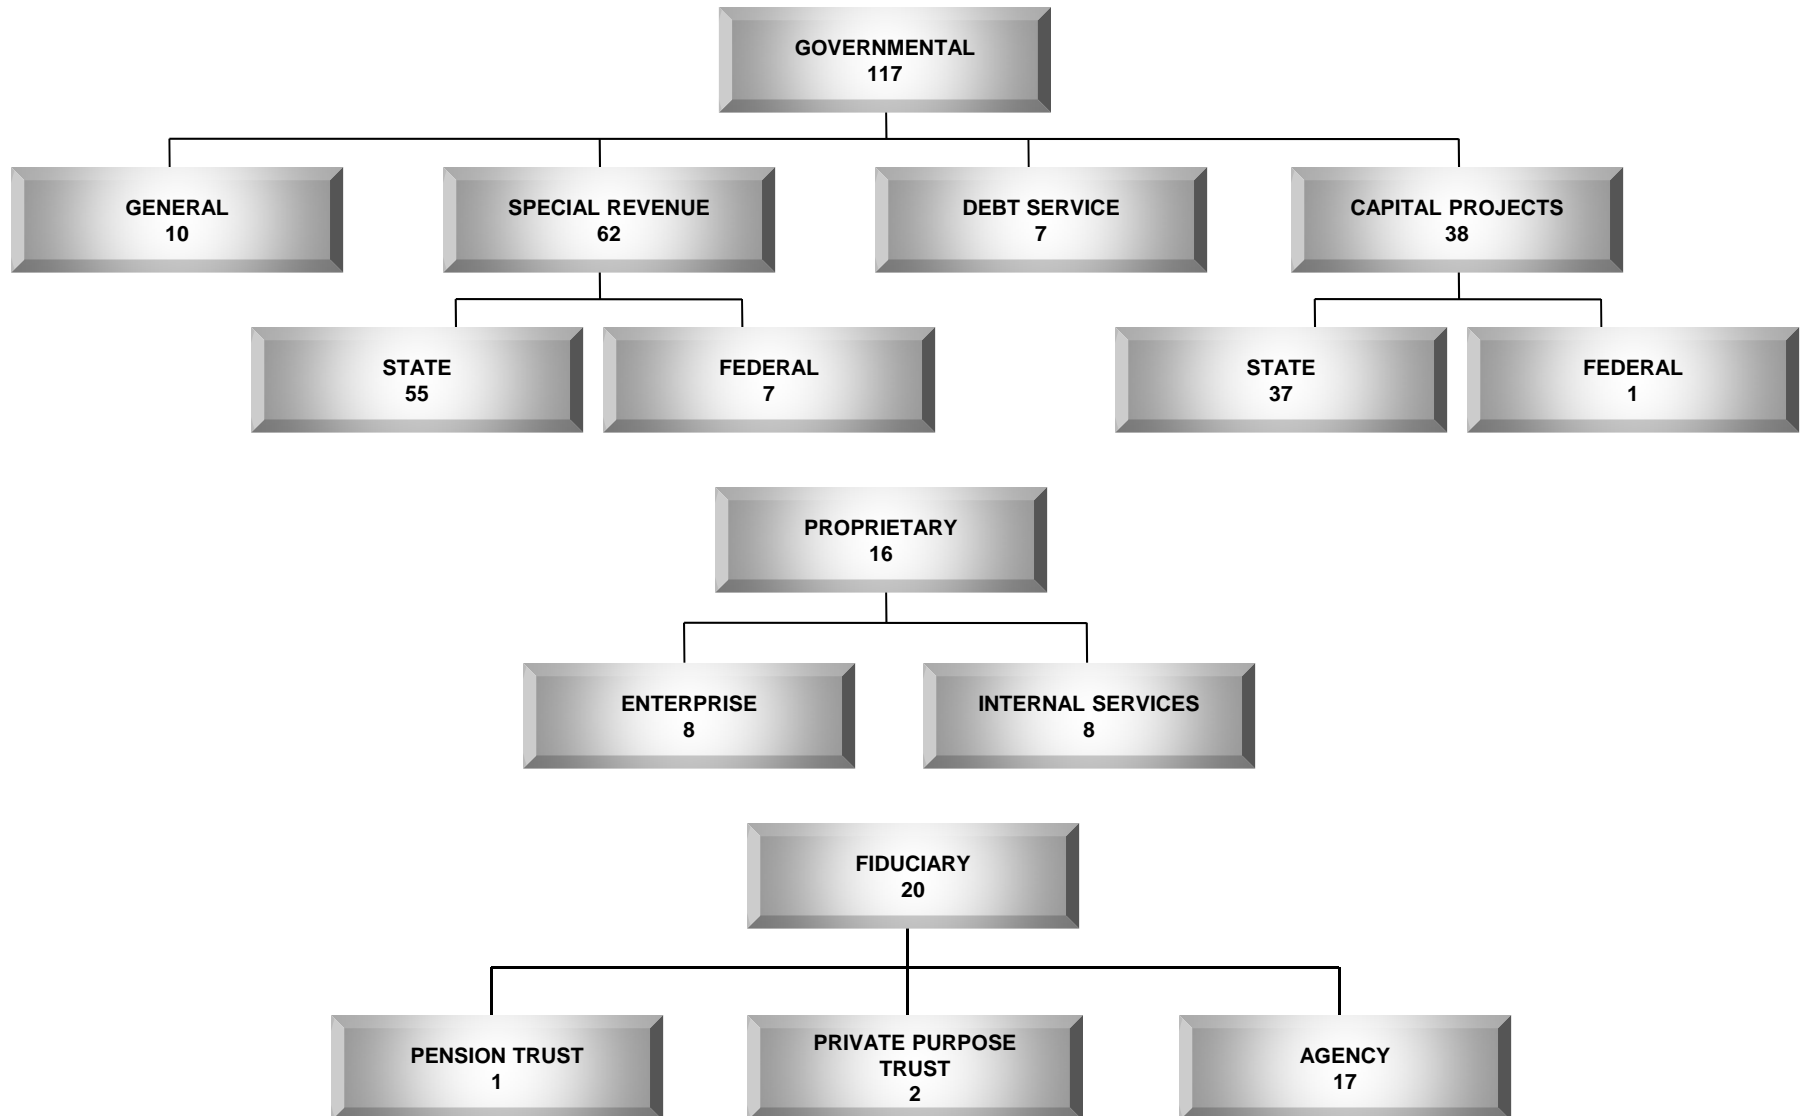 GOVERNMENTAL
117
GENERAL
10
SPECIAL REVENUE
62
DEBT SERVICE
7
CAPITAL PROJECTS
38
STATE
55
FEDERAL
7
STATE
37
FEDERAL
1
PROPRIETARY
16
ENTERPRISE
8
INTERNAL SERVICES
8
FIDUCIARY
20
PENSION TRUST
1
PRIVATE PURPOSE
TRUST
2
AGENCY
17